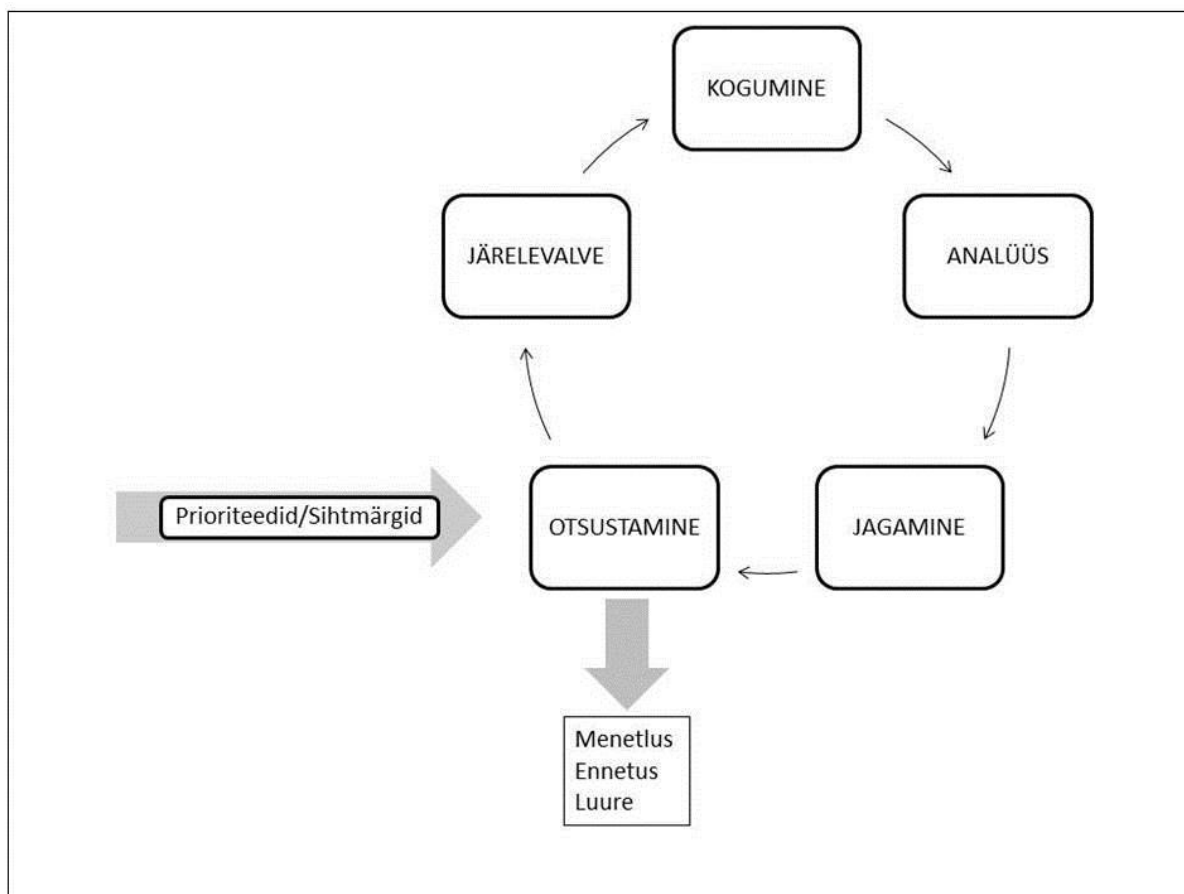 KOGUMINE
JÄRELEVALVE
ANALÜÜS
Prioriteedid/Sihtmärgid
OTSUSTAMINE
JAGAMINE
Menetlus
Ennetus
Luure